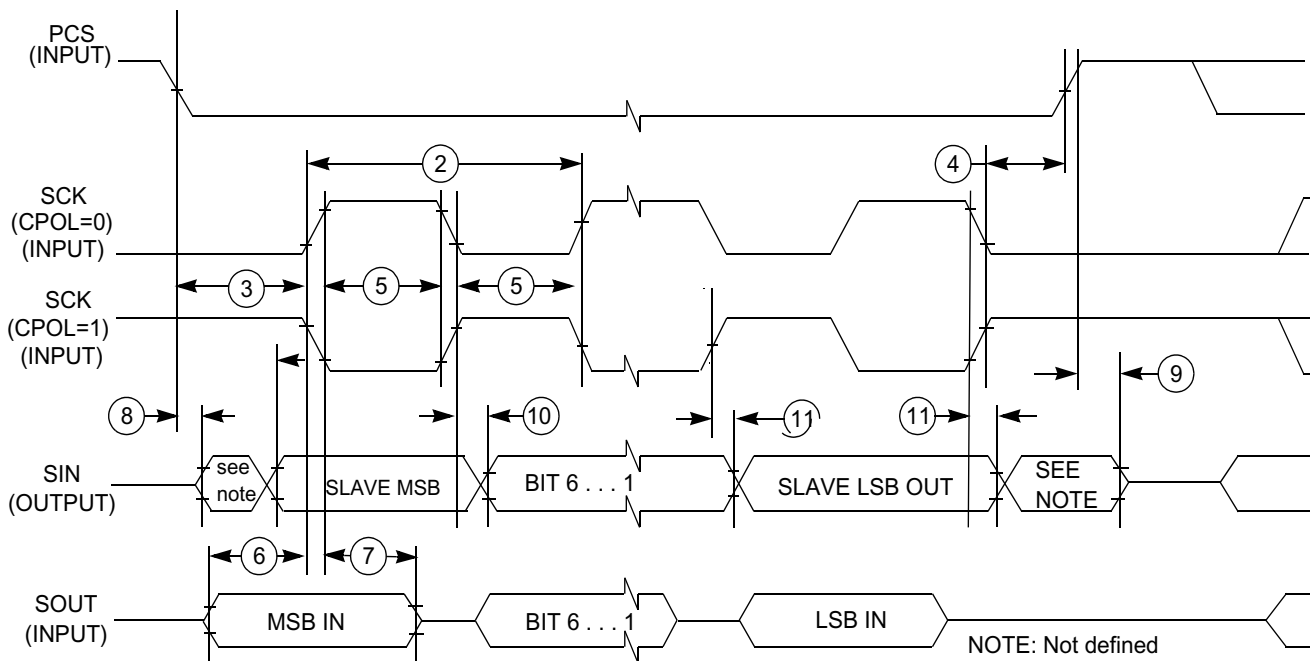 PCS
(INPUT)
2
4
SCK
(CPOL=0)
(INPUT)
3
5
5
SCK
(CPOL=1)
(INPUT)
8
10
11
11
9
SIN
(OUTPUT)
see
note
SLAVE MSB
BIT 6 . . . 1
SLAVE LSB OUT
SEE
NOTE
6
7
SOUT
(INPUT)
MSB IN
BIT 6 . . . 1
LSB IN
NOTE: Not defined